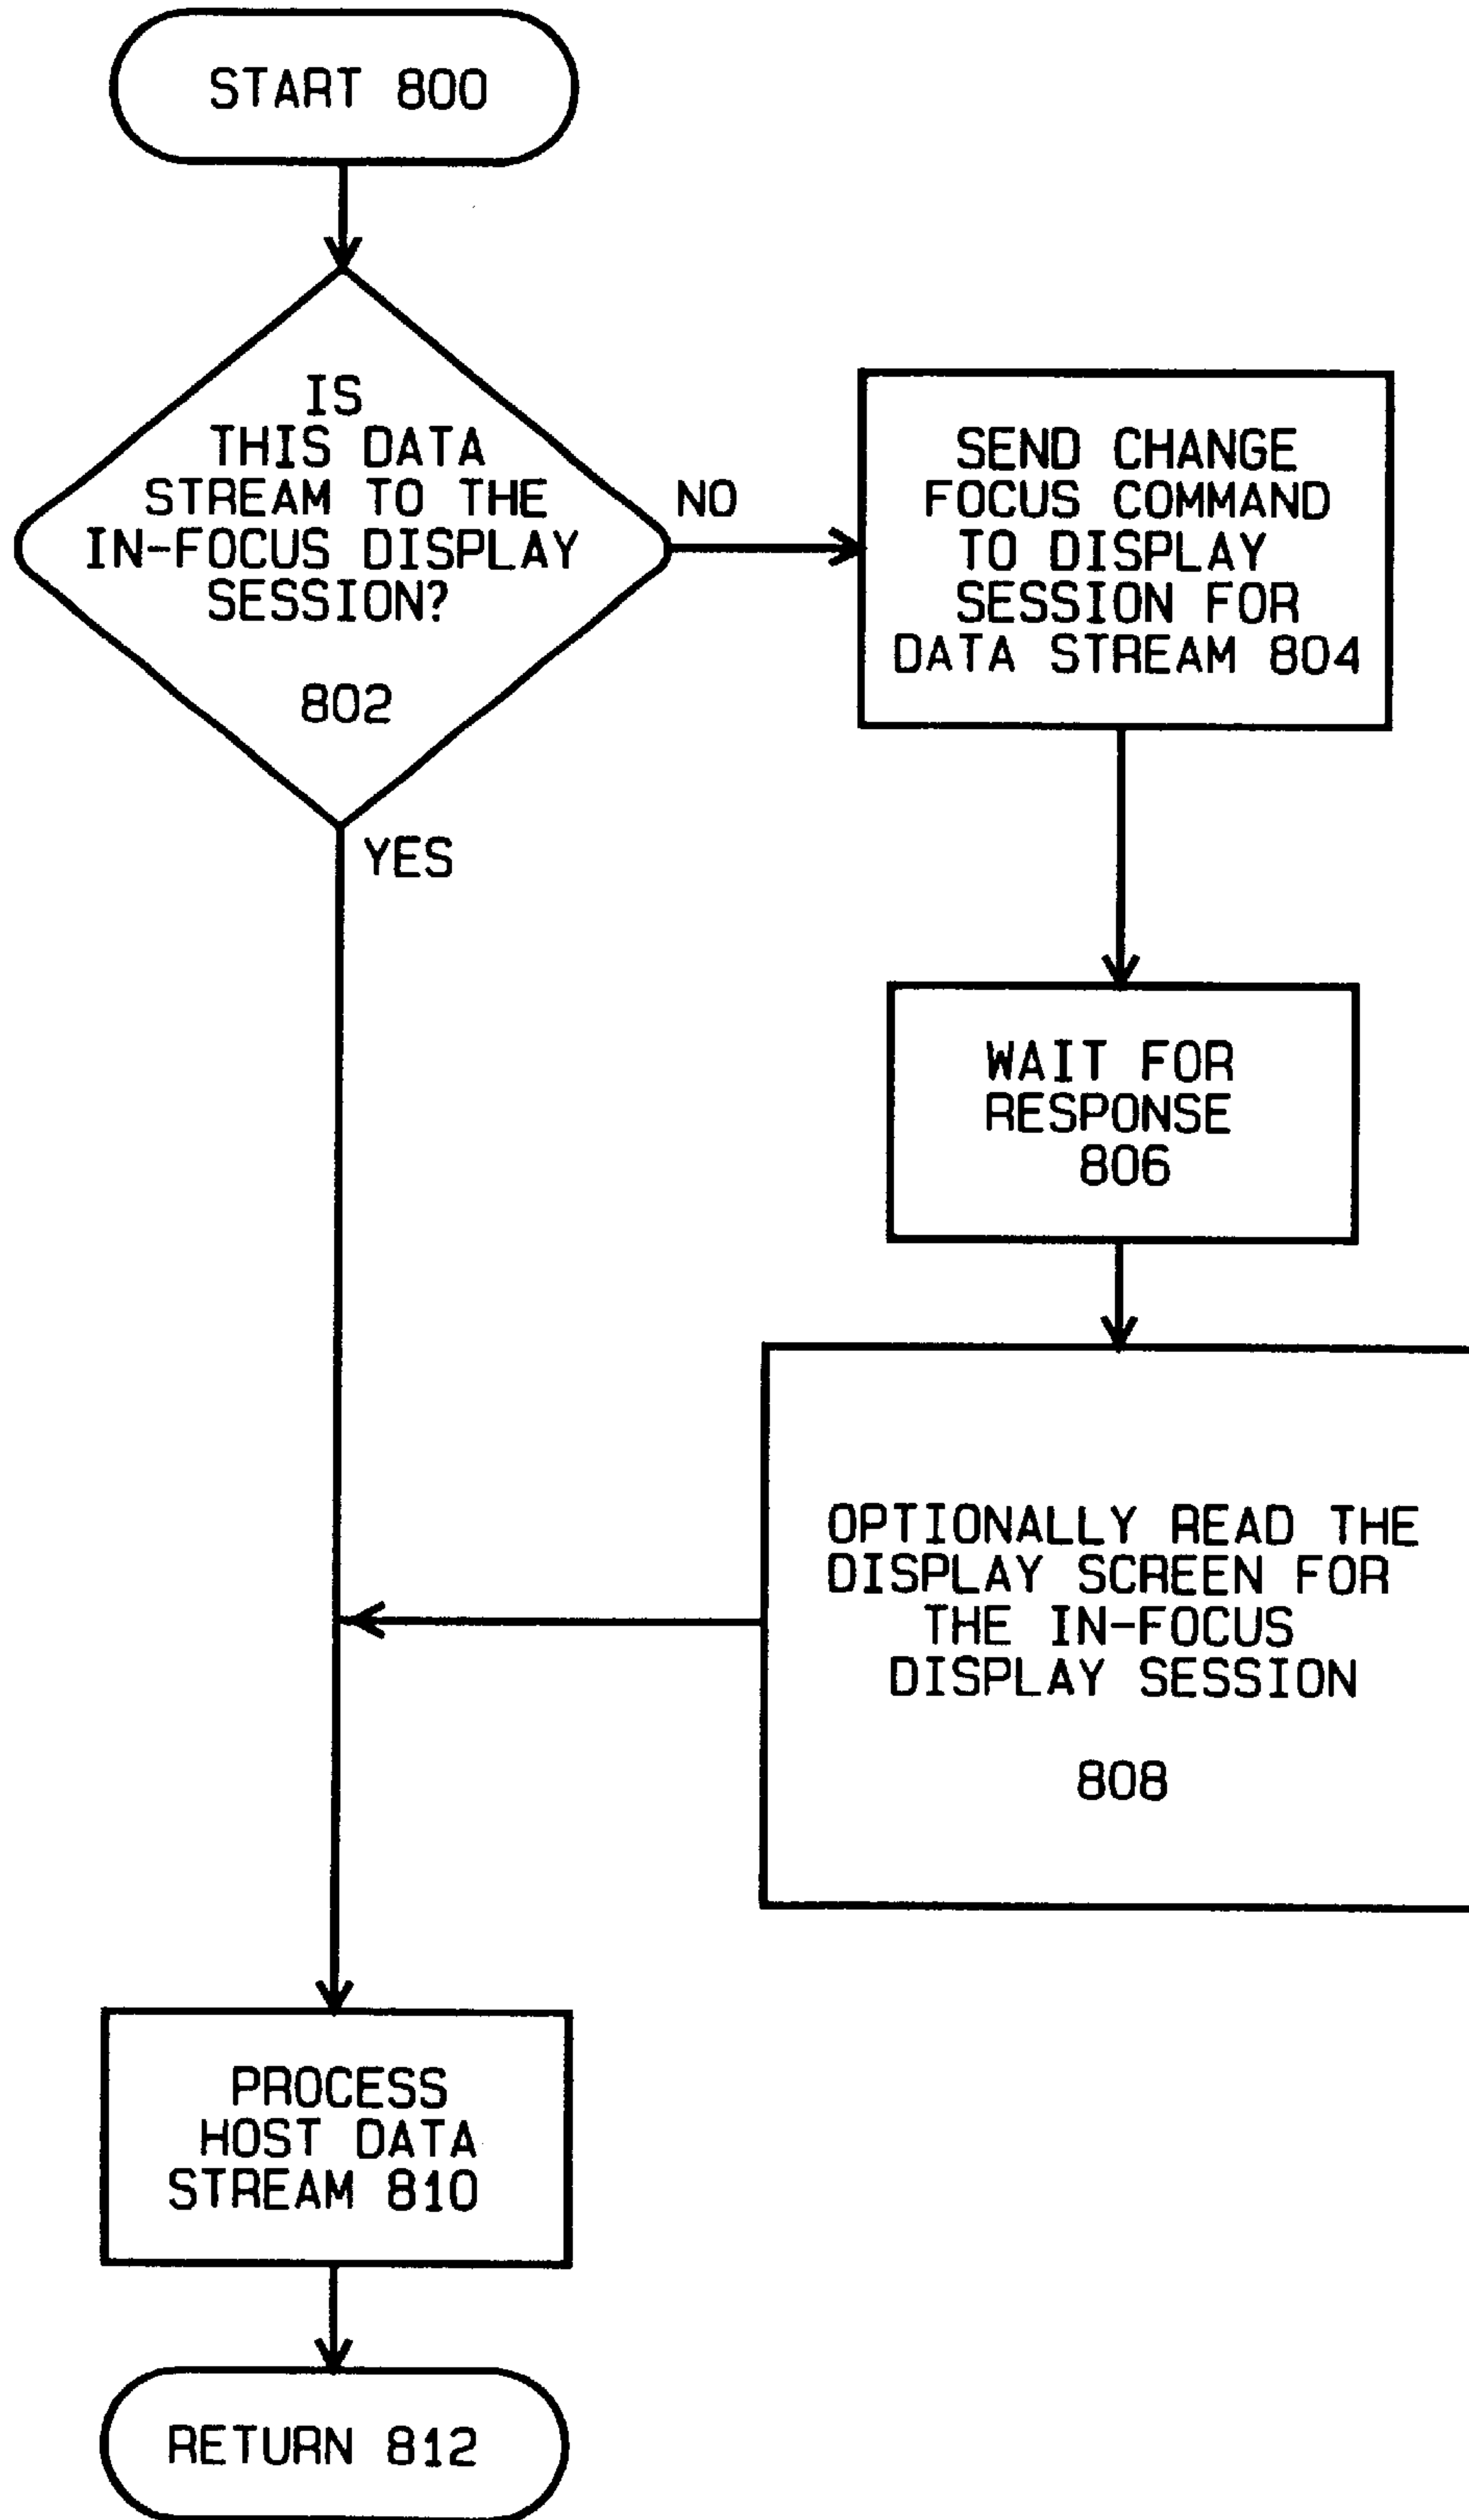 START 800
IS
THIS DATA
STREAM TO THE
IN-FOCUS DISPLAY
SESSION?
802
NO
YES
SEND CHANGE
FOCUS COMMAND
TO DISPLAY
SESSION FOR
DATA STREAM 804
WAIT FOR
RESPONSE
806
OPTIONALLY READ THE
DISPLAY SCREEN FOR
THE IN-FOCUS
DISPLAY SESSION
808
PROCESS
HOST DATA
STREAM 810
RETURN 812